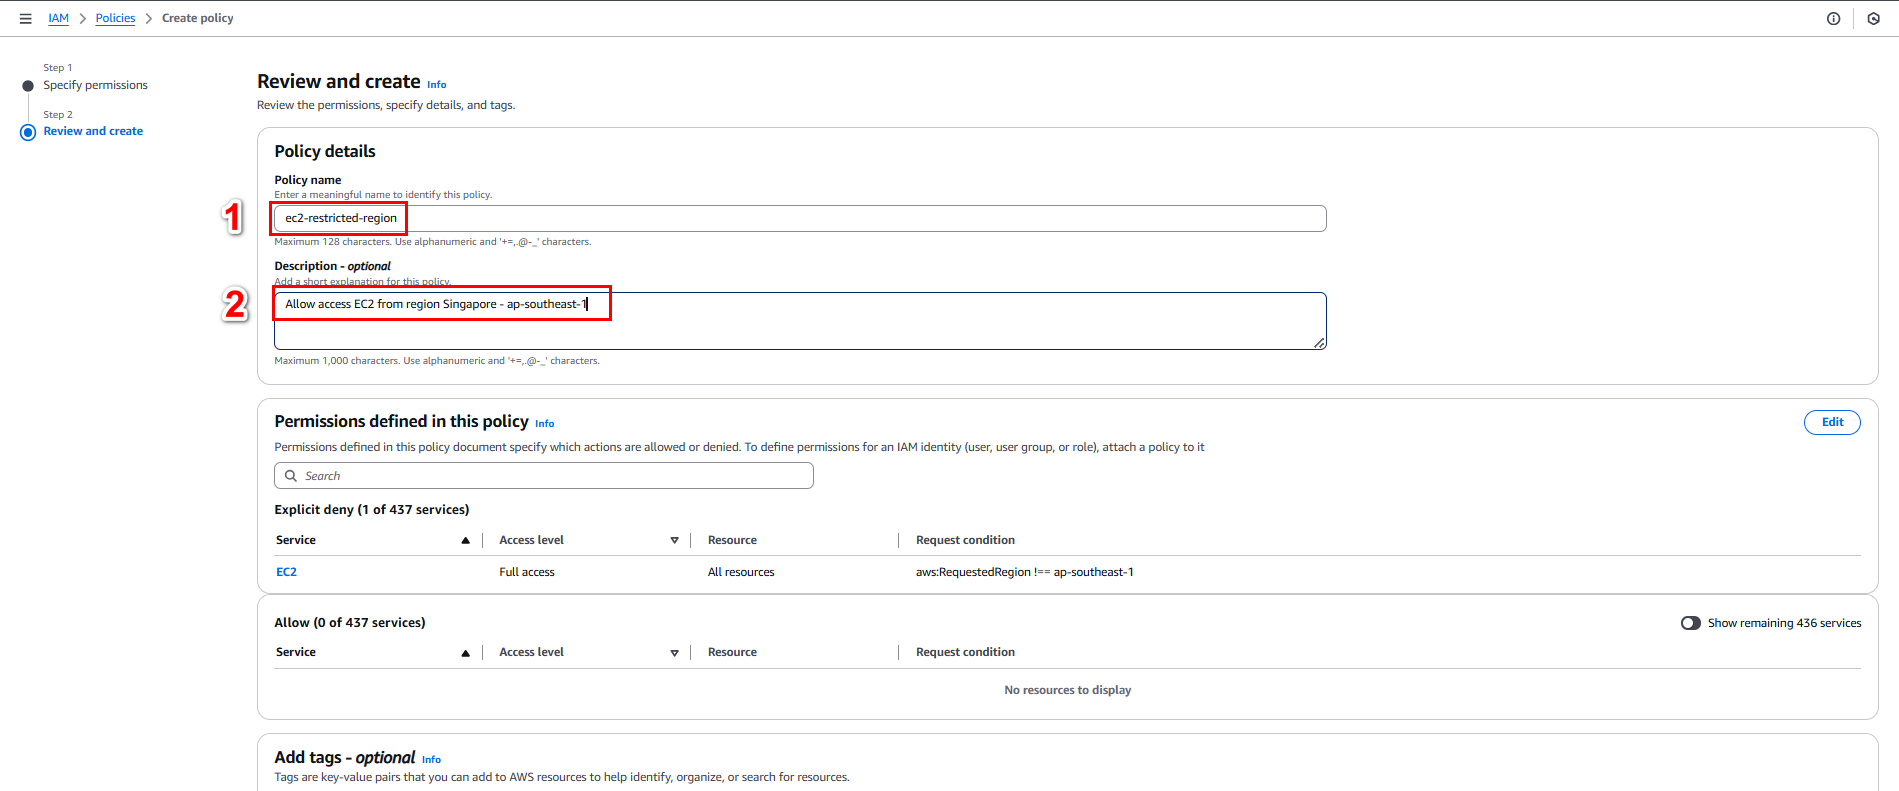 IAM > Policies > Create policy
Step 1
Specify permissions
Step 2
Review and create
Review and create Info
Review the permissions, specify details, and tags.
Policy details
Policy name
Enter a meaningful name to identify this policy.
1
ec2-restricted-region
Maximum 128 characters. Use alphanumeric and '+=,.@-_' characters.
Description - optional
Add a short explanation for this policy.
2
Allow access EC2 from region Singapore - ap-southeast-1
Maximum 1,000 characters. Use alphanumeric and '+=,.@-_' characters.
Permissions defined in this policy Info
Edit
Permissions defined in this policy document specify which actions are allowed or denied. To define permissions for an IAM identity (user, user group, or role), attach a policy to it
Search
Explicit deny (1 of 437 services)
Service Access level Resource Request condition
EC2 Full access All resources aws:RequestedRegion !== ap-southeast-1
Allow (0 of 437 services)
Show remaining 436 services
Service Access level Resource Request condition
No resources to display
Add tags - optional Info
Tags are key-value pairs that you can add to AWS resources to help identify, organize, or search for resources.